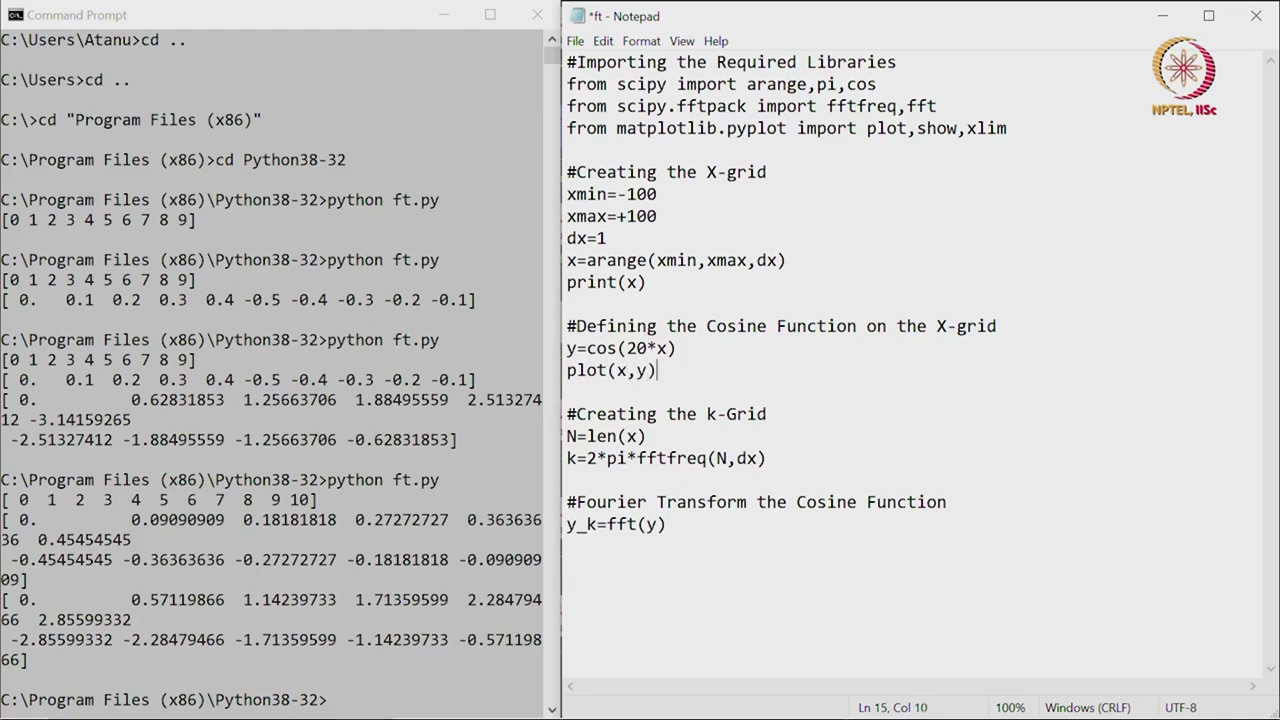 Command Prompt
C:\Users\Atanu>cd ..
C:\Users>cd ..
C:\>cd "Program Files (x86)"
C:\Program Files (x86)>cd Python38-32
C:\Program Files (x86)\Python38-32>python ft.py
[0 1 2 3 4 5 6 7 8 9]
C:\Program Files (x86)\Python38-32>python ft.py
[0 1 2 3 4 5 6 7 8 9]
[ 0.   0.1  0.2  0.3  0.4 -0.5 -0.4 -0.3 -0.2 -0.1]
C:\Program Files (x86)\Python38-32>python ft.py
[0 1 2 3 4 5 6 7 8 9]
[ 0.   0.1  0.2  0.3  0.4 -0.5 -0.4 -0.3 -0.2 -0.1]
[ 0.          0.62831853  1.25663706  1.88495559  2.513274
12 -3.14159265
 -2.51327412 -1.88495559 -1.25663706 -0.62831853]
C:\Program Files (x86)\Python38-32>python ft.py
[ 0  1  2  3  4  5  6  7  8  9 10]
[ 0.          0.09090909  0.18181818  0.27272727  0.363636
36  0.45454545
 -0.45454545 -0.36363636 -0.27272727 -0.18181818 -0.090909
09]
[ 0.          0.57119866  1.14239733  1.71359599  2.284794
66  2.85599332
 -2.85599332 -2.28479466 -1.71359599 -1.14239733 -0.571198
66]
C:\Program Files (x86)\Python38-32>
*ft - Notepad
File Edit Format View Help
#Importing the Required Libraries
from scipy import arange,pi,cos
from scipy.fftpack import fftfreq,fft
from matplotlib.pyplot import plot,show,xlim
#Creating the X-grid
xmin=-100
xmax=+100
dx=1
x=arange(xmin,xmax,dx)
print(x)
#Defining the Cosine Function on the X-grid
y=cos(20*x)
plot(x,y)
#Creating the k-Grid
N=len(x)
k=2*pi*fftfreq(N,dx)
#Fourier Transform the Cosine Function
y_k=fft(y)
NPTEL, IISc
Ln 15, Col 10
100%
Windows (CRLF)
UTF-8